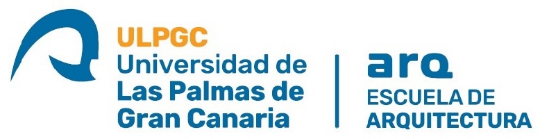 ULPGC
Universidad de
Las Palmas de
Gran Canaria
arq
ESCUELA DE
ARQUITECTURA